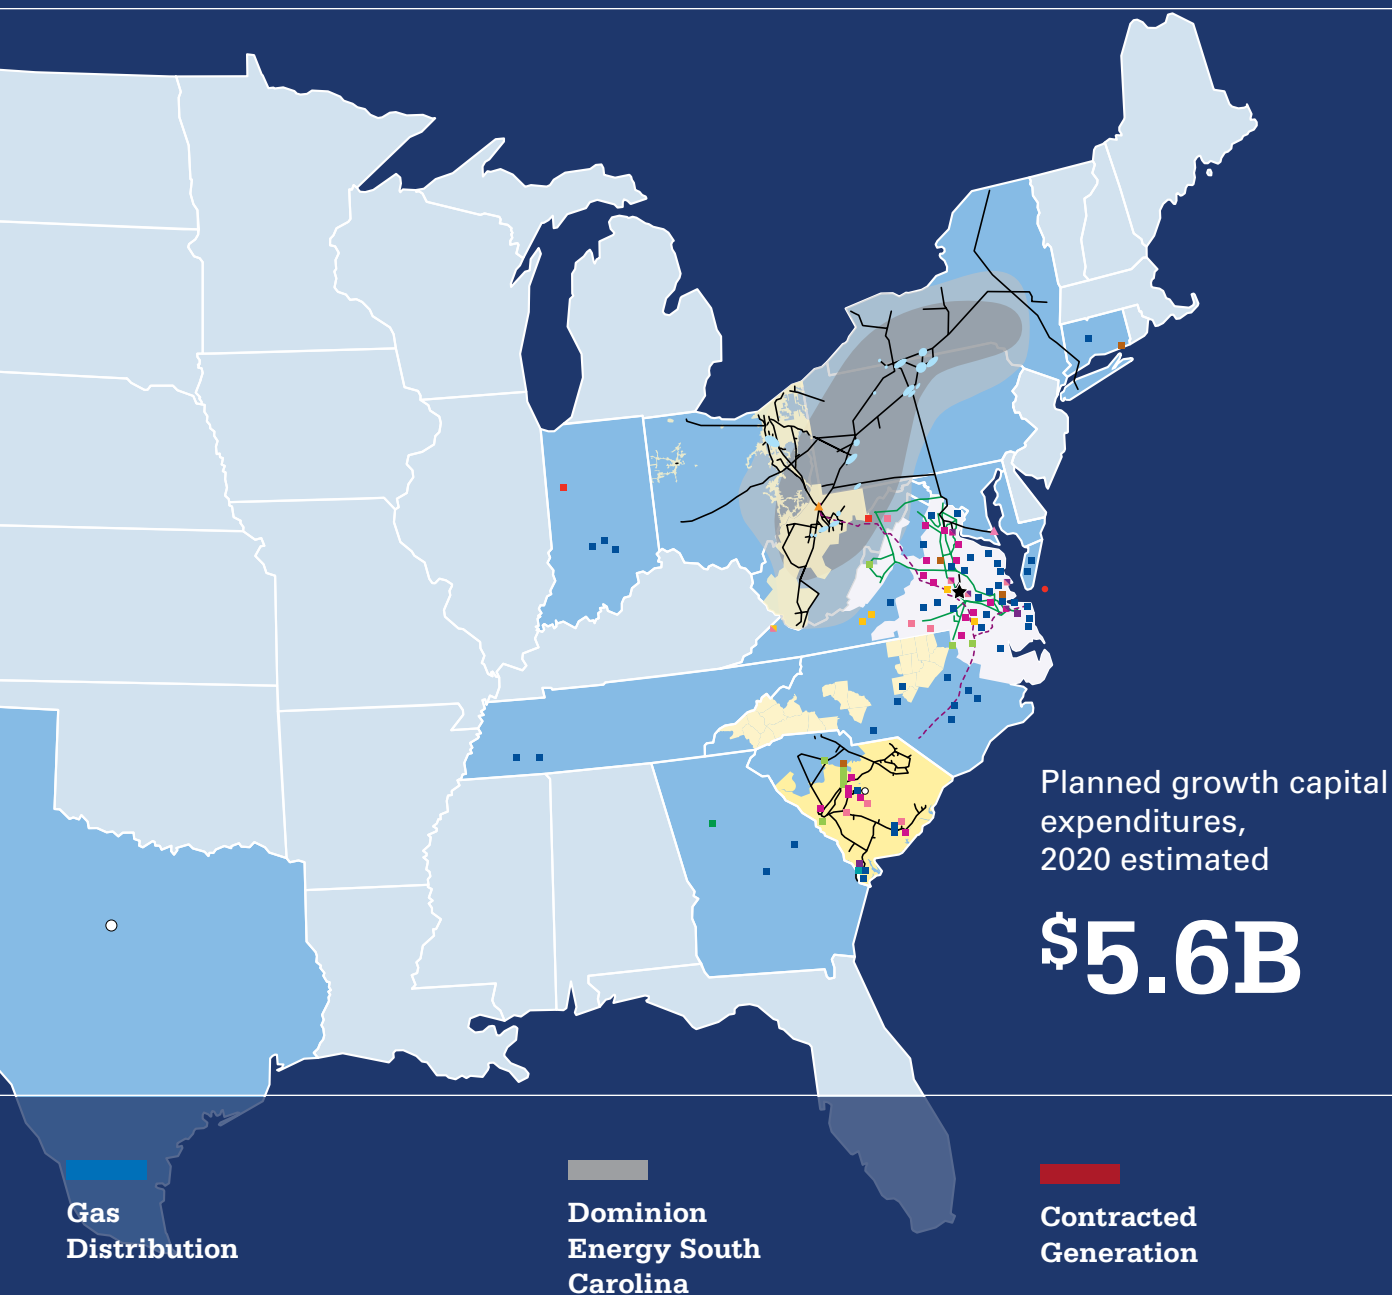 Planned growth capital
expenditures,
2020 estimated
$5.6B
Gas
Distribution
Dominion
Energy South
Carolina
Contracted
Generation